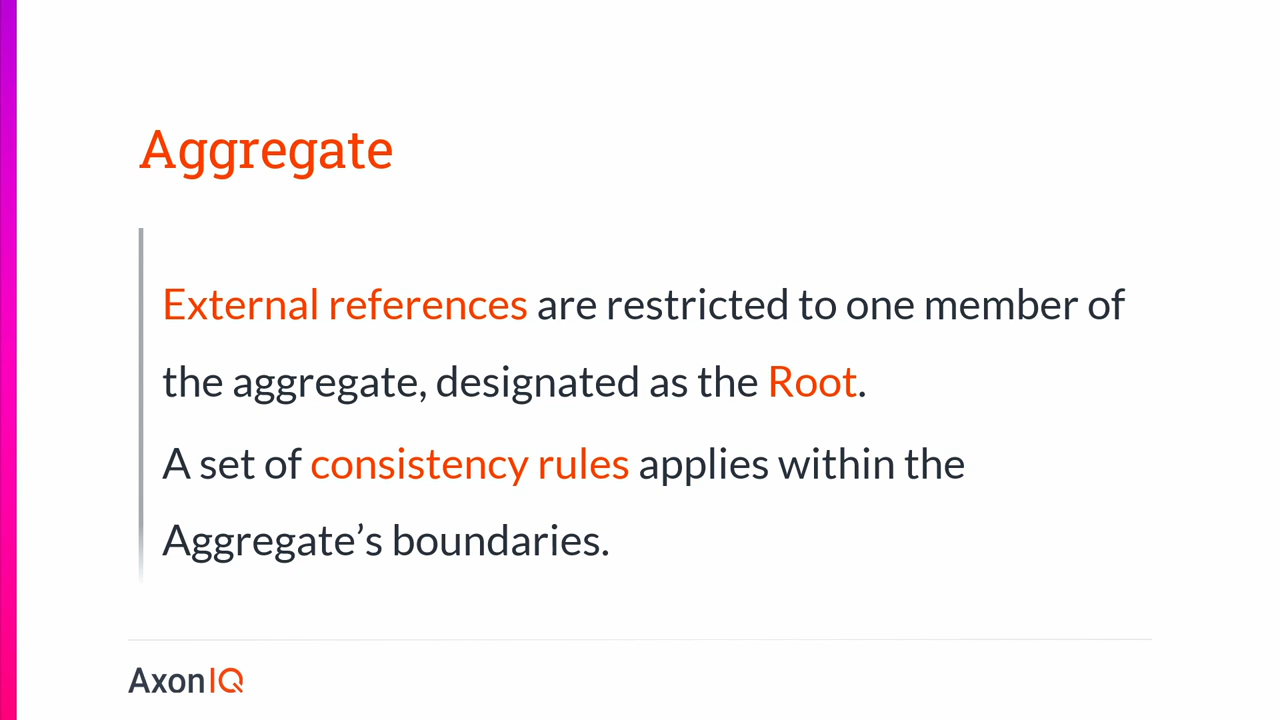 Aggregate
External references are restricted to one member of
the aggregate, designated as the Root.
A set of consistency rules applies within the
Aggregate’s boundaries.
AxonIQ